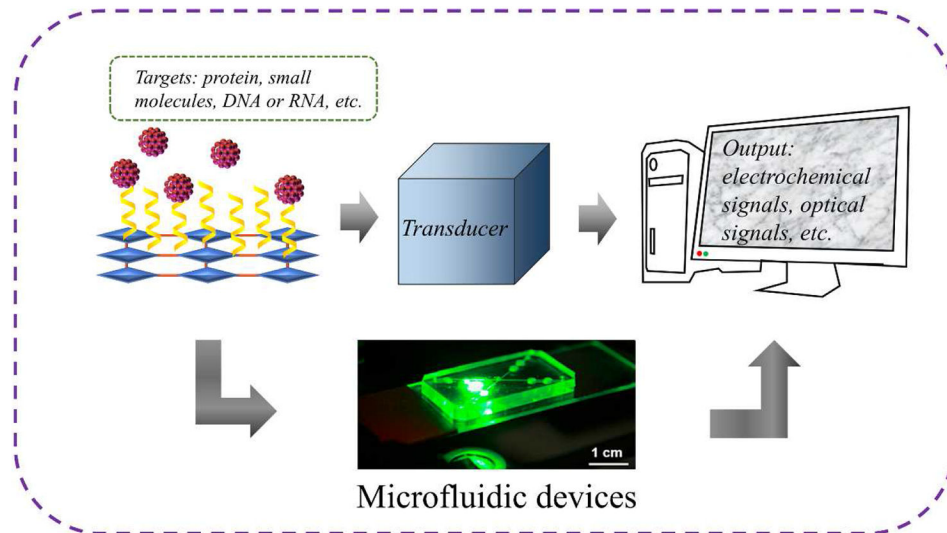 Targets: protein, small
molecules, DNA or RNA, etc.
Transducer
Output:
electrochemical
signals, optical
signals, etc.
1 cm
Microfluidic devices